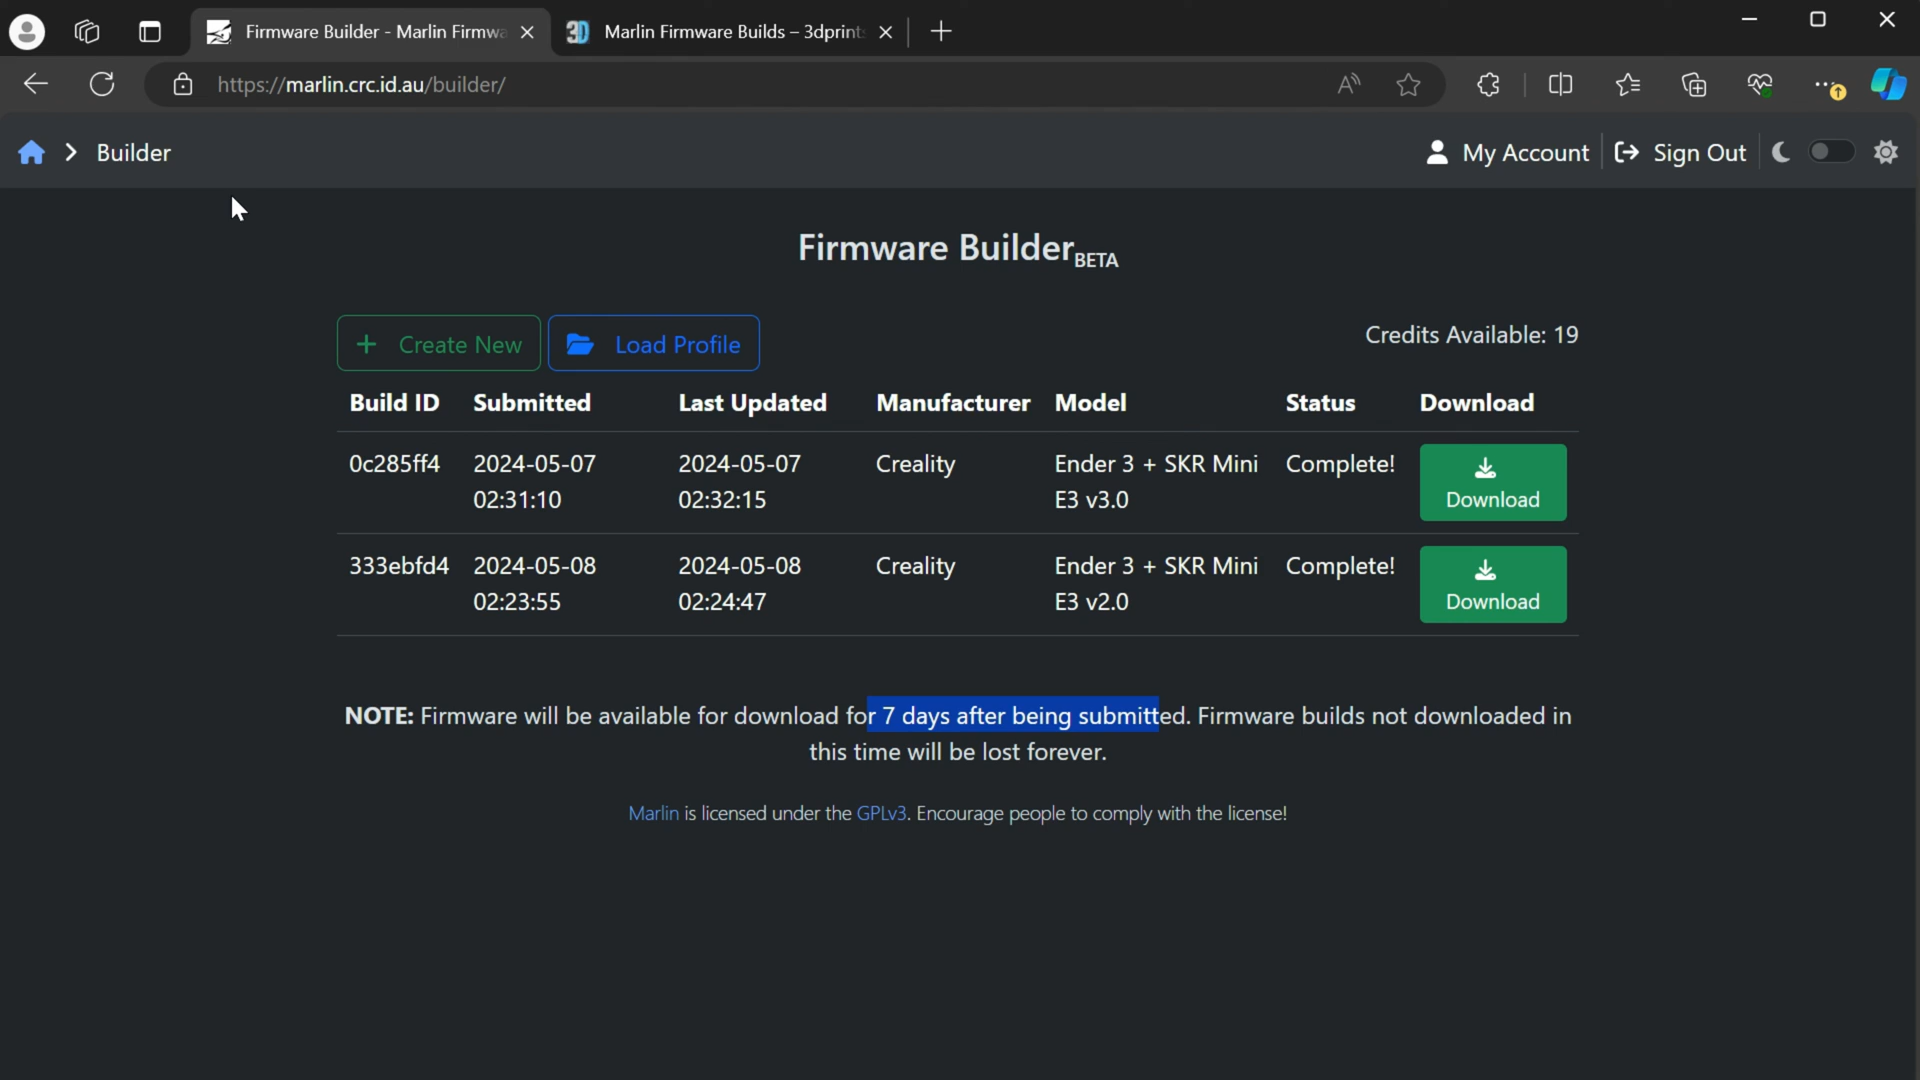 Firmware Builder - Marlin Firmwa
Marlin Firmware Builds – 3dprint
https://marlin.crc.id.au/builder/
Builder
My Account
Sign Out
Firmware Builder BETA
+ Create New
Load Profile
Credits Available: 19
Build ID Submitted Last Updated Manufacturer Model Status Download
0c285ff4 2024-05-07 2024-05-07 Creality Ender 3 + SKR Mini Complete!
02:31:10 02:32:15 E3 v3.0 Download
333ebfd4 2024-05-08 2024-05-08 Creality Ender 3 + SKR Mini Complete!
02:23:55 02:24:47 E3 v2.0 Download
NOTE: Firmware will be available for download for 7 days after being submitted. Firmware builds not downloaded in
this time will be lost forever.
Marlin is licensed under the GPLv3. Encourage people to comply with the license!